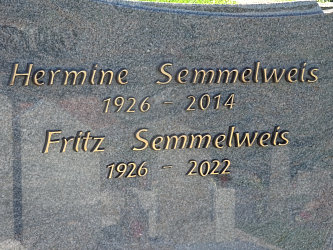 Hermine Semmelweis
1926 - 2014
Fritz Semmelweis
1926 - 2022